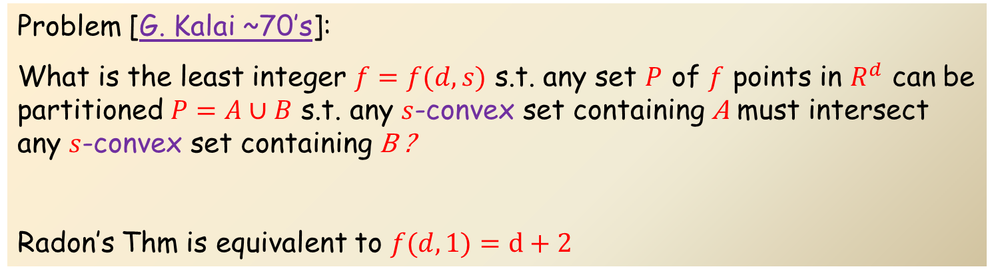 Problem [G. Kalai ~70's]:
What is the least integer f = f(d, s) s.t. any set P of f points in R^d can be
partitioned P = A ∪ B s.t. any s-convex set containing A must intersect
any s-convex set containing B?
Radon's Thm is equivalent to f(d, 1) = d + 2